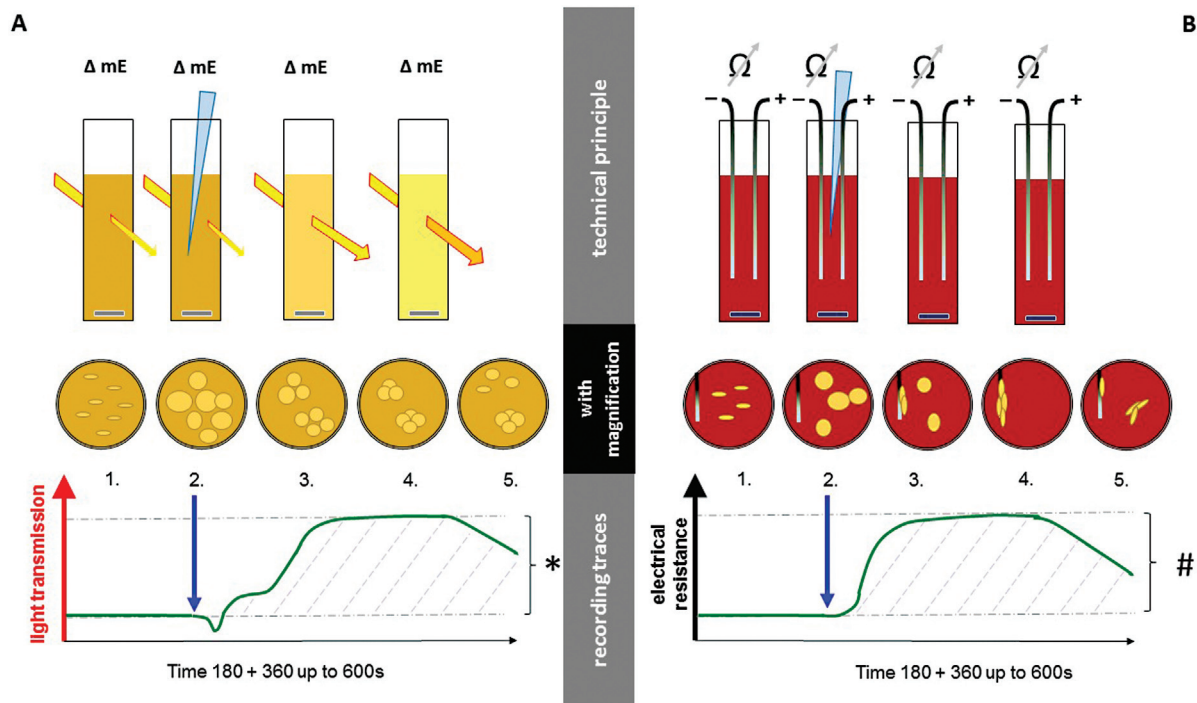 A
B
Δ mE
Δ mE
Δ mE
Δ mE
technical principle
Ω
Ω
Ω
Ω
− +
− +
− +
− +
with
magnification
1.
2.
3.
4.
5.
1.
2.
3.
4.
5.
light transmission
*
recording traces
electrical
resistance
#
Time 180 + 360 up to 600s
Time 180 + 360 up to 600s